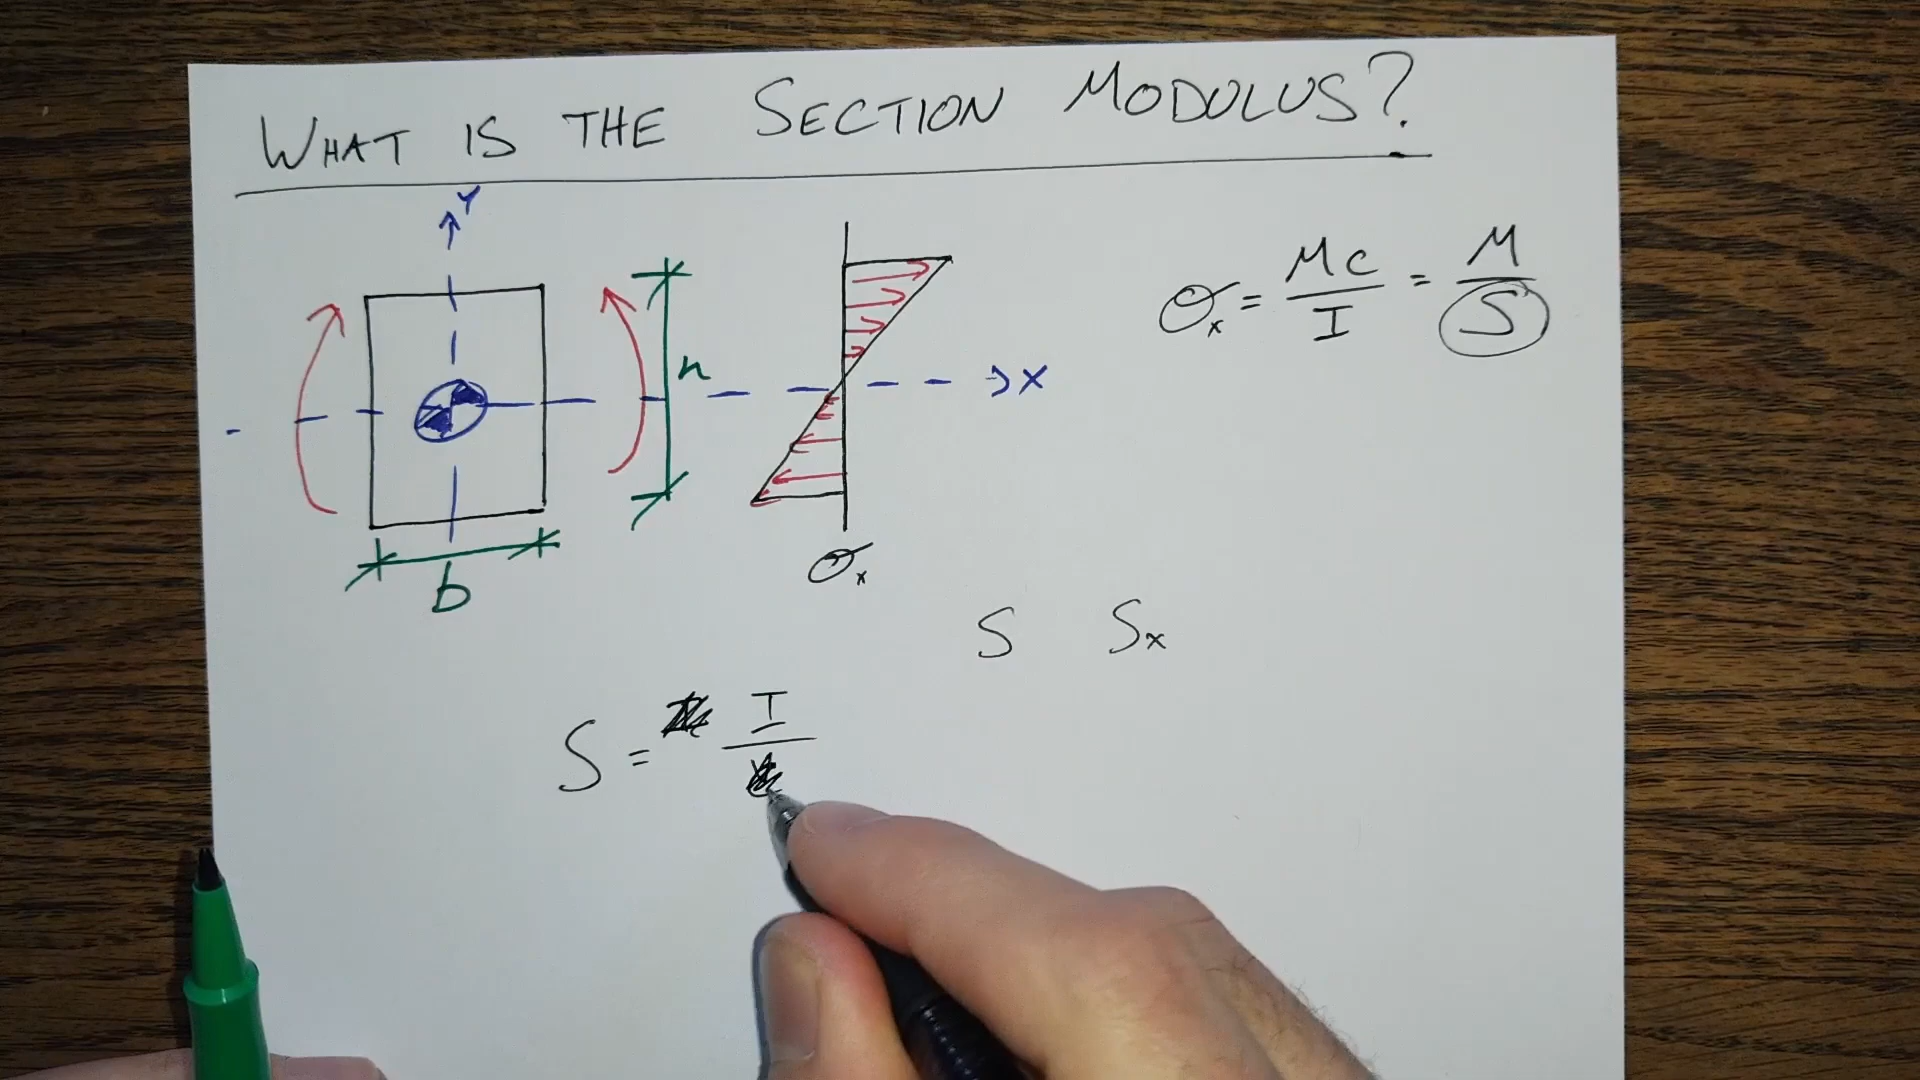 WHAT IS THE SECTION MODULUS?
Y
h
X
b
σx
σx = Mc/I = M/S
S Sx
S = I/